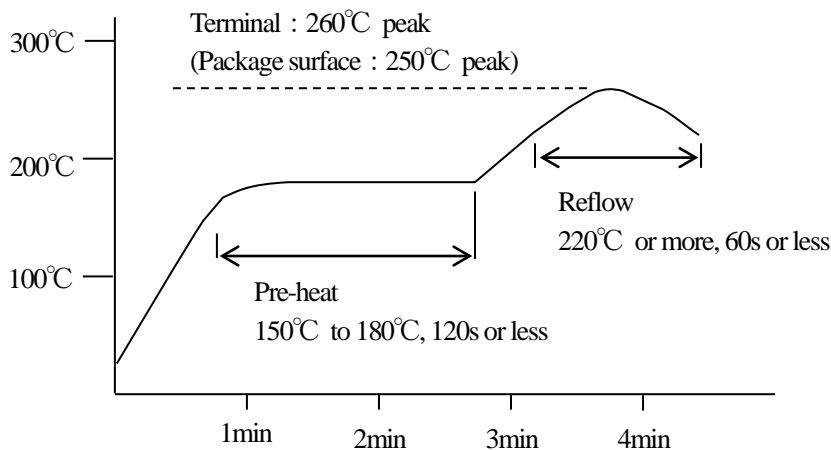 Terminal : 260℃ peak
(Package surface : 250℃ peak)
300℃
200℃
100℃
Reflow
220℃ or more, 60s or less
Pre-heat
150℃ to 180℃, 120s or less
1min
2min
3min
4min